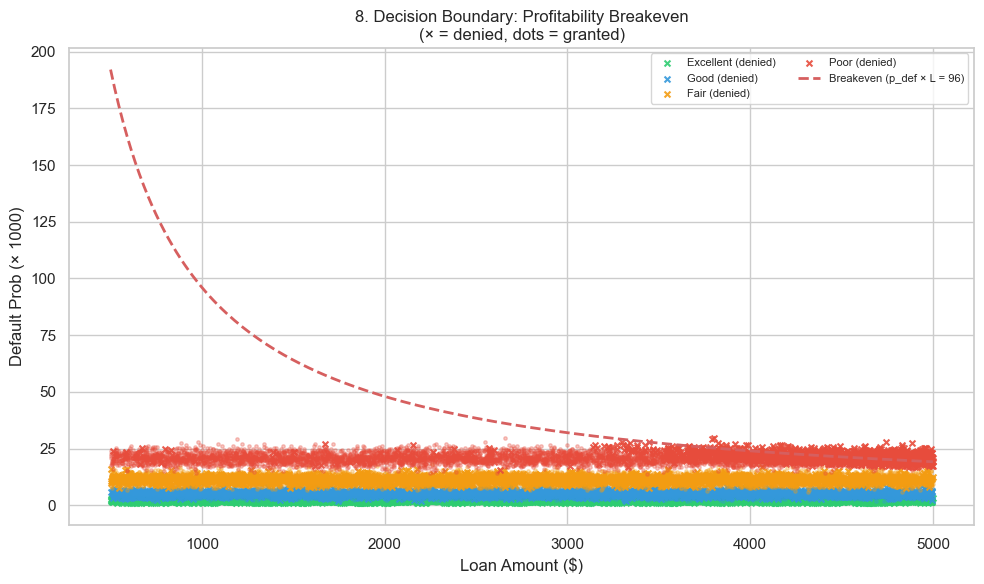 8. Decision Boundary: Profitability Breakeven
(× = denied, dots = granted)
Default Prob (× 1000)
200
175
150
125
100
75
50
25
0
Excellent (denied)
Good (denied)
Fair (denied)
Poor (denied)
Breakeven (p_def × L = 96)
1000
2000
3000
4000
5000
Loan Amount ($)